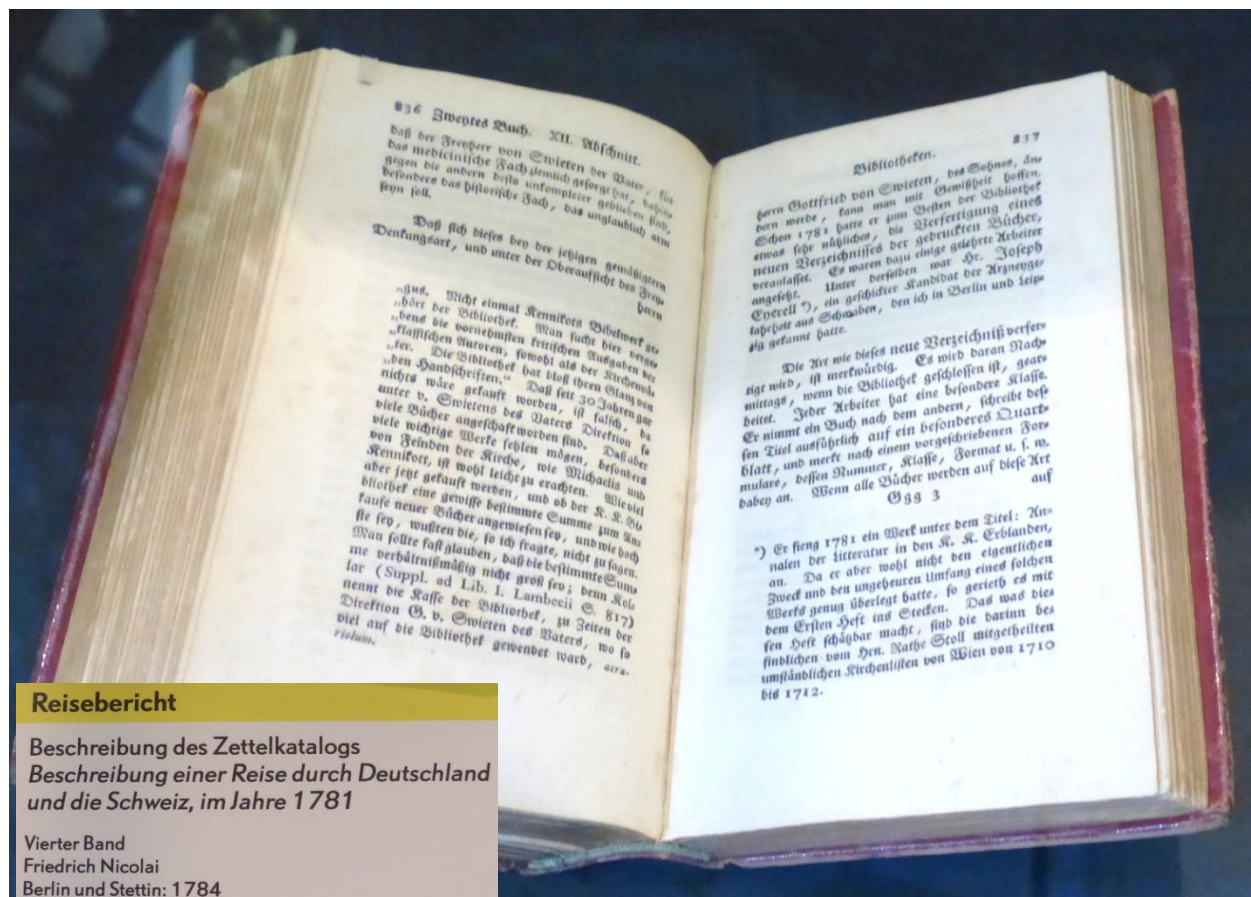 836 Zweytes Buch. XII. Abschnitt.
daß der Freyherr von Swieten der Vater, für
das medicinische Fach ziemlich gesorgt hat, dahin-
gegen die andern desto unkompleter geblieben sind,
besonders das historische Fach, das unglaublich arm
seyn soll.
Daß sich dieses bey der jetzigen gemäßigtern
Denkungsart, und unter der Oberaufsicht des Frey-
herrn
„gus. Nicht einmal Kennikots Bibelwerk ge-
„hört der Bibliothek. Man sucht hier verge-
„bens die vornehmsten kritischen Ausgaben der
„klassischen Autoren, sowohl als der Kirchenvä-
„ter. Die Bibliothek hat bloß ihren Glanz von
„den Handschriften.“ Daß seit 30 Jahren gar
nichts wäre gekauft worden, ist falsch, da
unter v. Swietens des Vaters Direktion so
viele Bücher angeschaft worden sind. Daß aber
viele wichtige Werke fehlen mögen, besonders
von Feinden der Kirche, wie Michaelis und
Kennikott, ist wohl leicht zu erachten. Wie viel
aber jetzt gekauft werden, und ob der K. K. Bi-
bliothek eine gewisse bestimmte Summe zum An-
kaufe neuer Bücher angewiesen sey, und wie hoch
sie sey, wußten die, so ich fragte, nicht zu sagen.
Man sollte fast glauben, daß die bestimmte Sum-
me verhältnißmäßig nicht groß sey; denn Kol-
lar (Suppl. ad Lib. I. Lambecii S. 817)
nennt die Kasse der Bibliothek, zu Zeiten der
Direktion G. v. Swieten des Vaters, wo so
viel auf die Bibliothek gewendet ward, aera-
riolum.
Bibliotheken. 837
herrn Gottfried von Swieten, des Sohnes, än-
dern werde, kann man mit Gewißheit hoffen.
Schon 1781 hatte er zum Besten der Bibliothek
etwas sehr nützliches, die Verfertigung eines
neuen Verzeichnisses der gedruckten Bücher,
veranlasset. Es waren dazu einige gelehrte Arbeiter
angesetzt. Unter derselben war Hr. Joseph
Eyerell *), ein geschickter Kandidat der Arzneyge-
lahrheit aus Schwaben, den ich in Berlin und Leip-
zig gekannt hatte.
Die Art wie dieses neue Verzeichniß verfer-
tigt wird, ist merkwürdig. Es wird daran Nach-
mittags, wenn die Bibliothek geschlossen ist, gear-
beitet. Jeder Arbeiter hat eine besondere Klasse.
Er nimmt ein Buch nach dem andern, schreibt des-
sen Titel ausführlich auf ein besonderes Quart-
blatt, und merkt nach einem vorgeschriebenen For-
mulare, dessen Numner, Klasse, Format u. s. w.
dabey an. Wenn alle Bücher werden auf diese Art
Ggg 3 auf
*) Er fieng 1781 ein Werk unter dem Titel: An-
nalen der Litteratur in den K. K. Erblanden,
an. Da er aber wohl nicht den eigentlichen
Zweck und den ungeheuren Umfang eines solchen
Werks genug überlegt hatte, so gerieth es mit
dem Ersten Heft ins Stecken. Das was die-
sen Heft schätzbar macht, sind die darinn be-
findlichen vom Hrn. Rathe Stoll mitgetheilten
umständlichen Kirchenlisten von Wien von 1710
bis 1712.
Reisebericht
Beschreibung des Zettelkatalogs
Beschreibung einer Reise durch Deutschland
und die Schweiz, im Jahre 1781
Vierter Band
Friedrich Nicolai
Berlin und Stettin: 1784